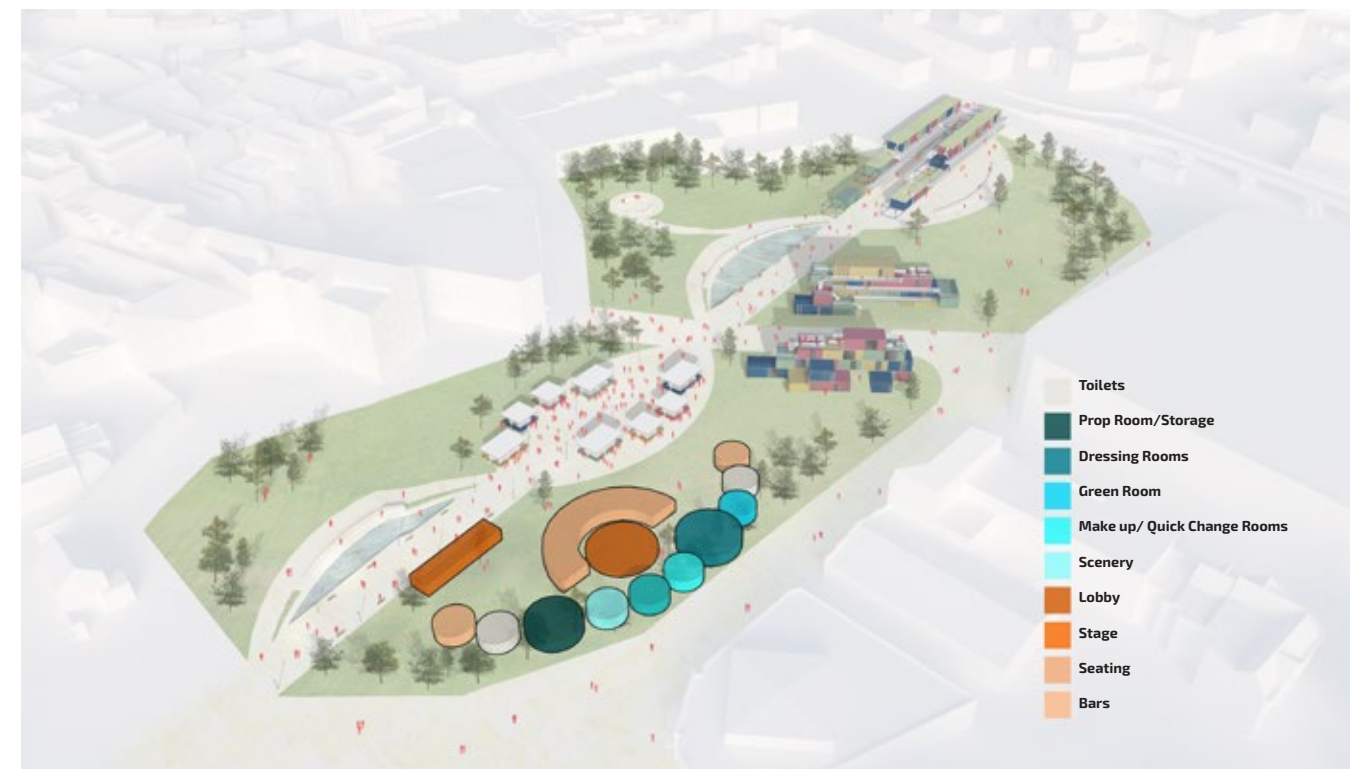 Toilets
Prop Room/Storage
Dressing Rooms
Green Room
Make up/ Quick Change Rooms
Scenery
Lobby
Stage
Seating
Bars